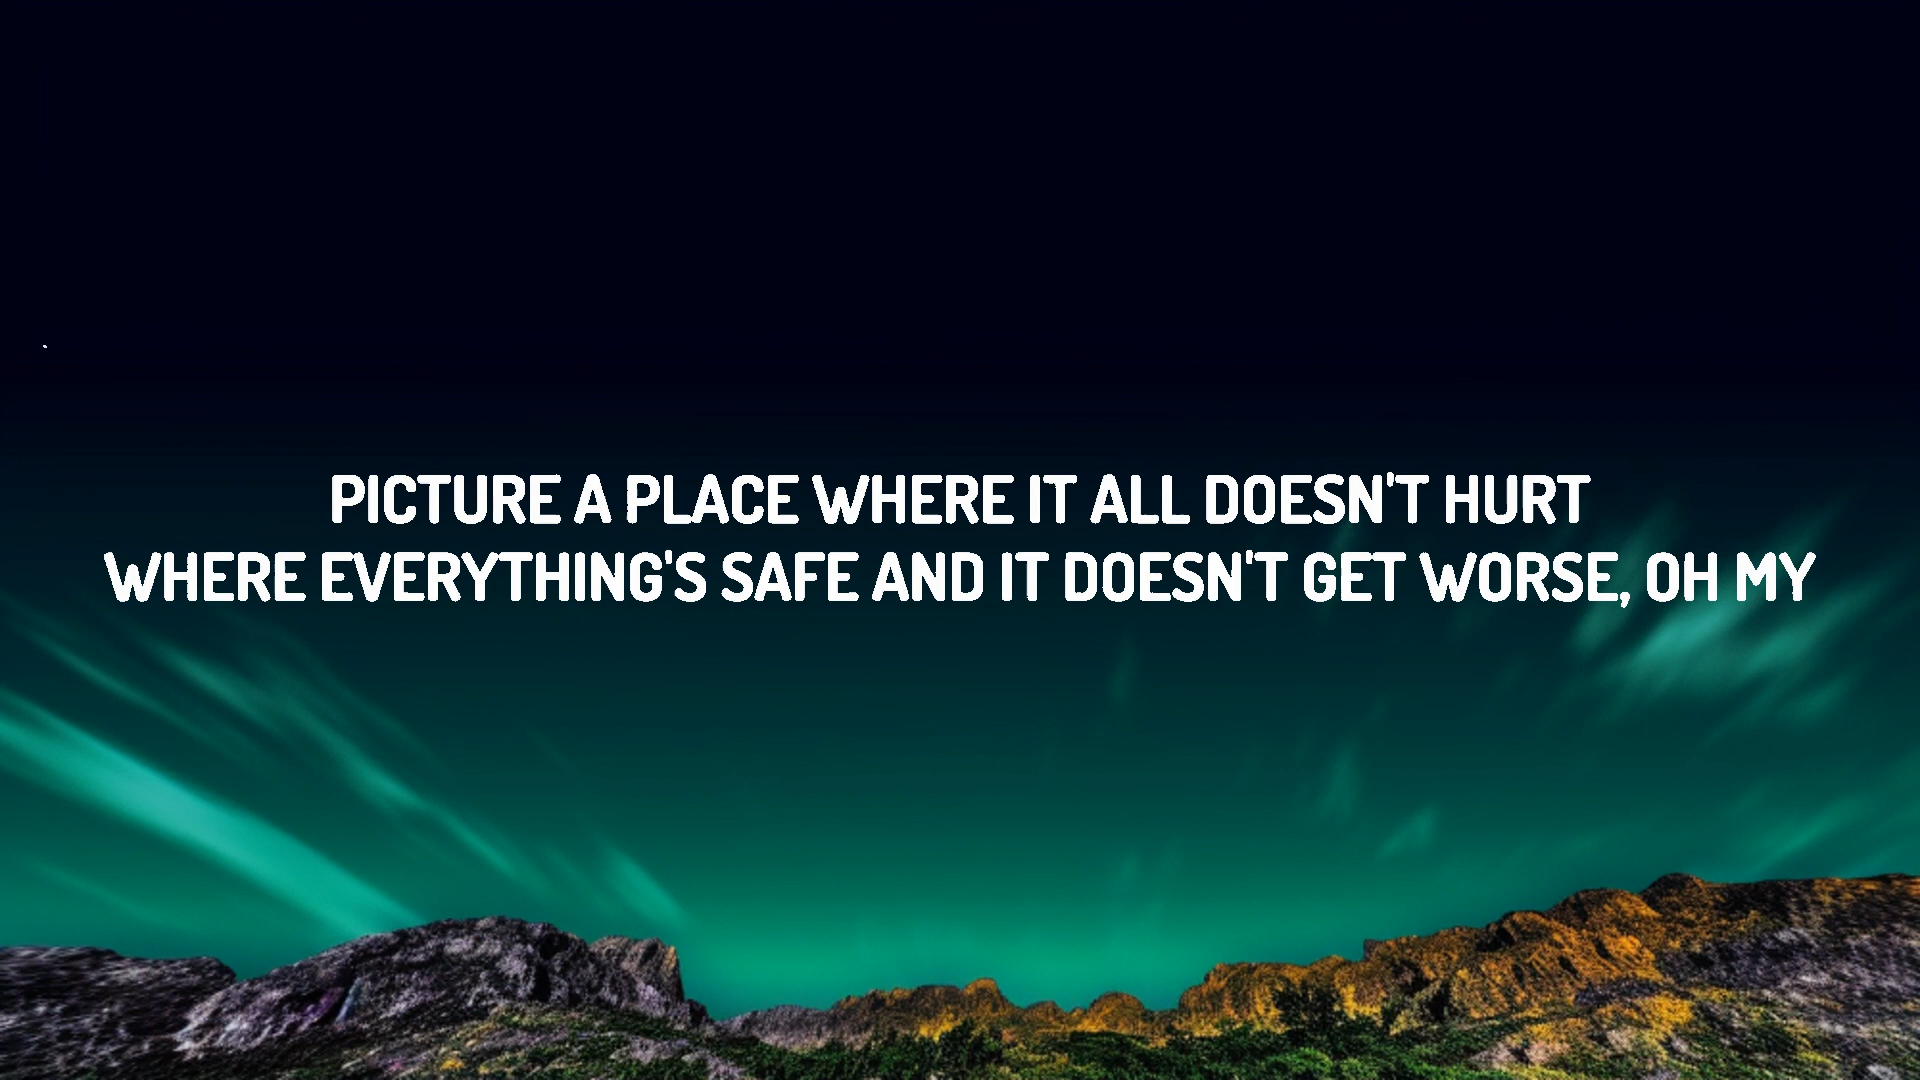 PICTURE A PLACE WHERE IT ALL DOESN'T HURT
WHERE EVERYTHING'S SAFE AND IT DOESN'T GET WORSE, OH MY